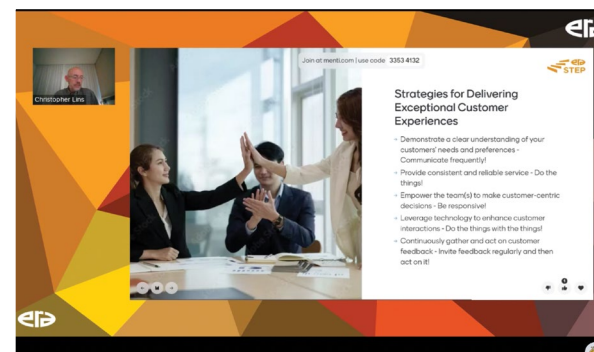 era
Join at menti.com | use code 3353 4132
era
STEP
Christopher Lins
Strategies for Delivering
Exceptional Customer
Experiences
Demonstrate a clear understanding of your
customers' needs and preferences -
Communicate frequently!
Provide consistent and reliable service - Do the
things!
Empower the team(s) to make customer-centric
decisions - Be responsive!
Leverage technology to enhance customer
interactions - Do the things with the things!
Continuously gather and act on customer
feedback - Invite feedback regularly and then
act on it!
era